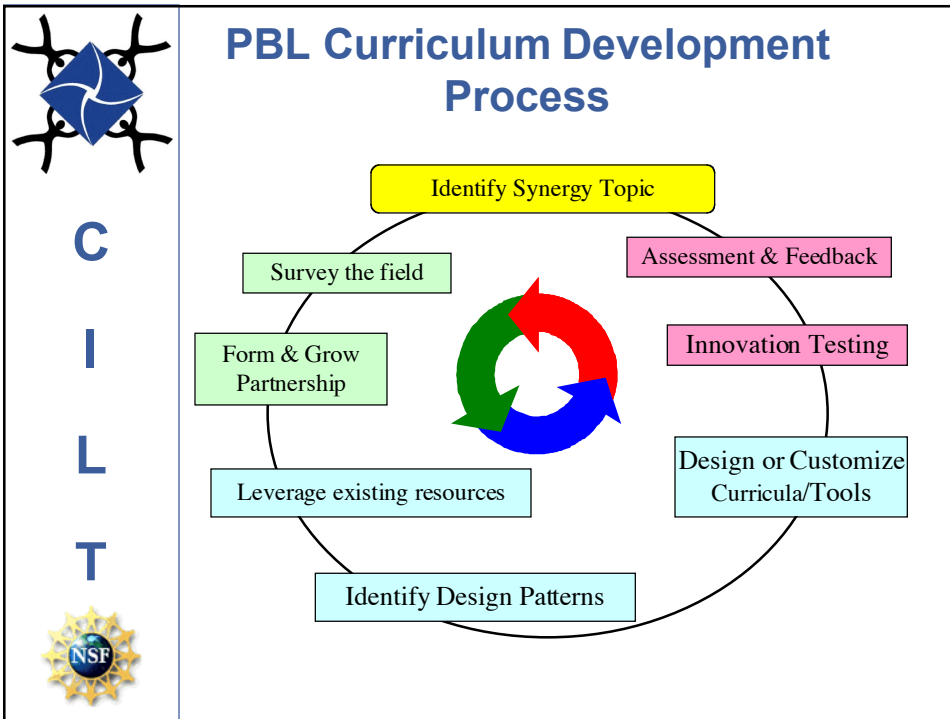 PBL Curriculum Development
Process
C
I
L
T
NSF
Identify Synergy Topic
Survey the field
Form & Grow
Partnership
Leverage existing resources
Identify Design Patterns
Design or Customize
Curricula/Tools
Innovation Testing
Assessment & Feedback